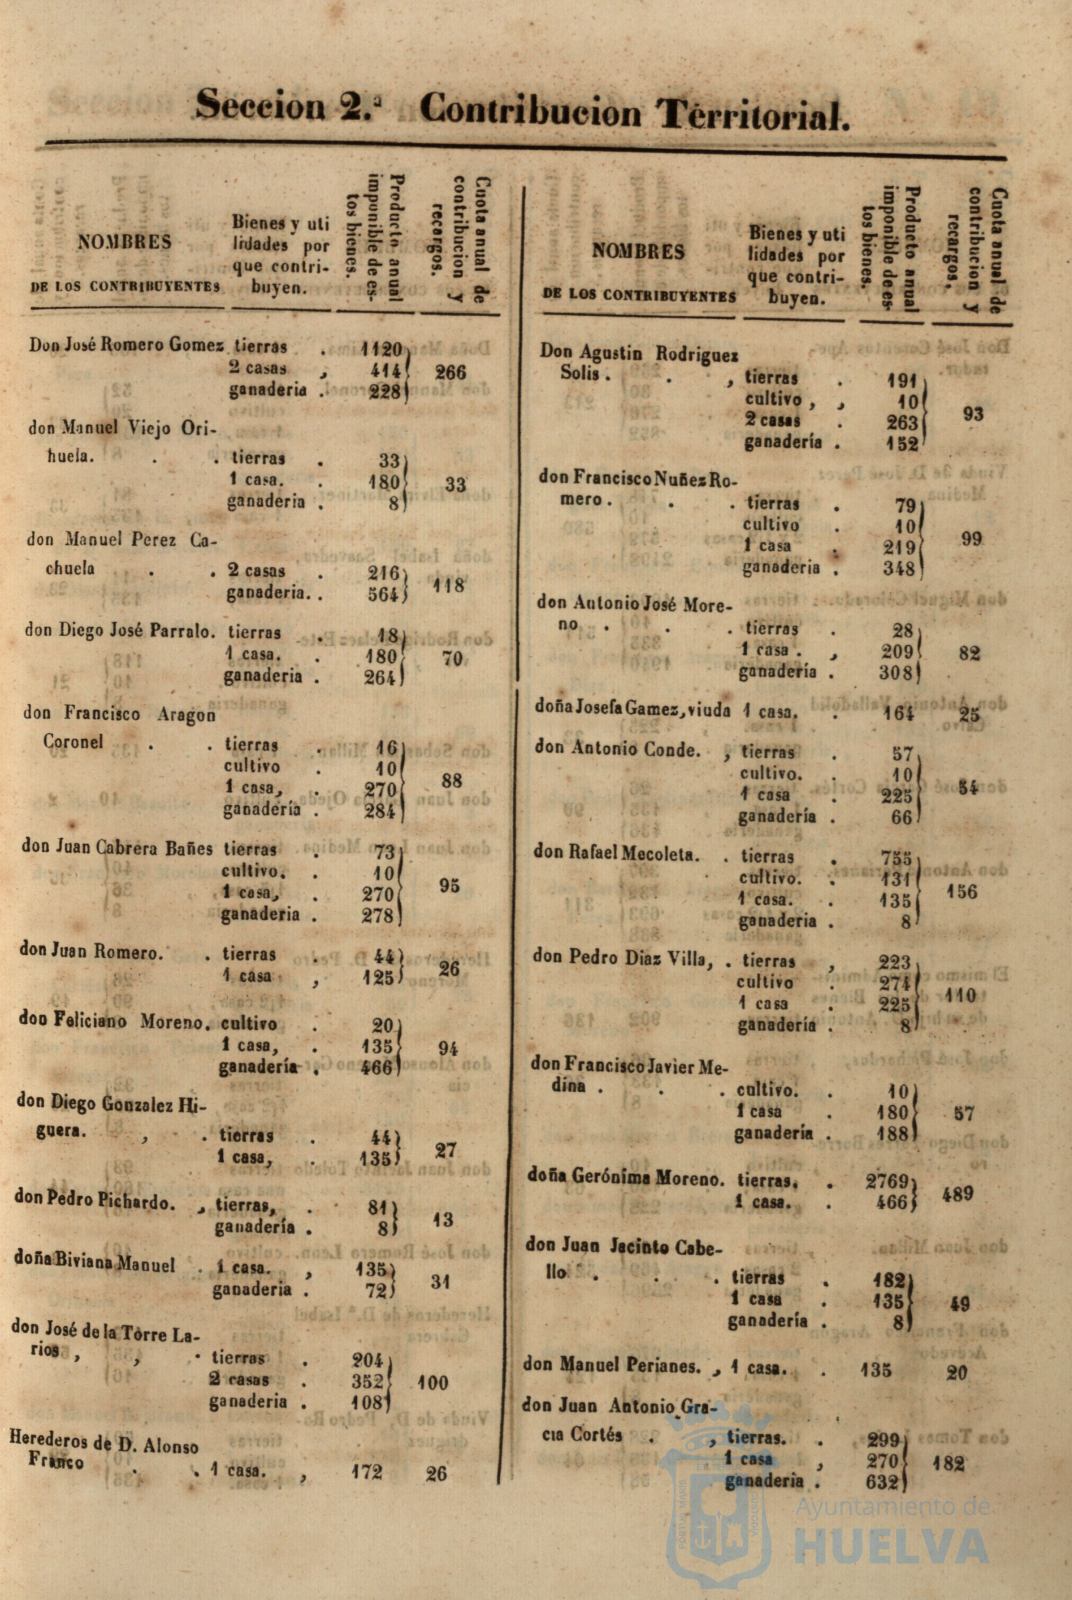 Seccion 2.ª Contribucion Territorial.
NOMBRES
DE LOS CONTRIBUYENTES
Bienes y uti
lidades por
que contri-
buyen.
Producto anual
imponible de es-
tos bienes.
Cuota anual de
contribucion y
recargos.
Don José Romero Gomez tierras . 1120
2 casas , 414 266
ganaderia . 228
don Manuel Viejo Ori-
huela. . . tierras . 33
1 casa. . 180 33
ganaderia . 8
don Manuel Perez Ca-
chuela . . 2 casas . 216
ganaderia. . 564 118
don Diego José Parralo. tierras . 18
1 casa. . 180 70
ganaderia . 264
don Francisco Aragon
Coronel . . tierras . 16
cultivo . 10
1 casa, . 270 88
ganadería . 284
don Juan Cabrera Bañes tierras . 73
cultivo. . 10
1 casa, . 270 95
ganaderia . 278
don Juan Romero. . tierras . 44
1 casa , 125 26
don Feliciano Moreno. cultivo . 20
1 casa, . 135 94
ganadería . 466
don Diego Gonzalez Hi-
guera. , . tierras . 44
1 casa, . 135 27
don Pedro Pichardo. , tierras, . 81
ganadería . 8 13
doña Biviana Manuel . 1 casa. , 135
ganaderia . 72 31
don José de la Torre La-
rios , , . tierras . 204
2 casas . 352 100
ganaderia . 108
Herederos de D. Alonso
Franco . . 1 casa. , 172 26
NOMBRES
DE LOS CONTRIBUYENTES
Bienes y uti
lidades por
que contri-
buyen.
Producto anual
imponible de es-
tos bienes.
Cuota anual de
contribucion y
recargos.
Don Agustin Rodriguez
Solis . . , tierras . 191
cultivo , , 10
2 casas . 263 93
ganadería . 152
don Francisco Nuñez Ro-
mero . . . tierras . 79
cultivo . 10
1 casa . 219 99
ganaderia . 348
don Antonio José More-
no . . . tierras . 28
1 casa . , 209 82
ganadería . 308
doña Josefa Gamez, viuda 1 casa. . 164 25
don Antonio Conde. , tierras . 57
cultivo. . 10
1 casa . 225 54
ganadería . 66
don Rafael Mecoleta. . tierras . 755
cultivo. . 131
1 casa. . 135 156
ganadería . 8
don Pedro Diaz Villa, . tierras , 223
cultivo . 274
1 casa . 225 110
ganadería . 8
don Francisco Javier Me-
dina . . . cultivo. . 10
1 casa . 180 57
ganadería . 188
doña Gerónima Moreno. tierras. . 2769
1 casa. . 466 489
don Juan Jacinto Cabe-
llo . . . tierras . 182
1 casa . 135 49
ganadería . 8
don Manuel Perianes. , 1 casa. . 135 20
don Juan Antonio Gra-
cia Cortés . , tierras. . 299
1 casa , 270 182
ganaderia . 632
Ayuntamiento de
HUELVA